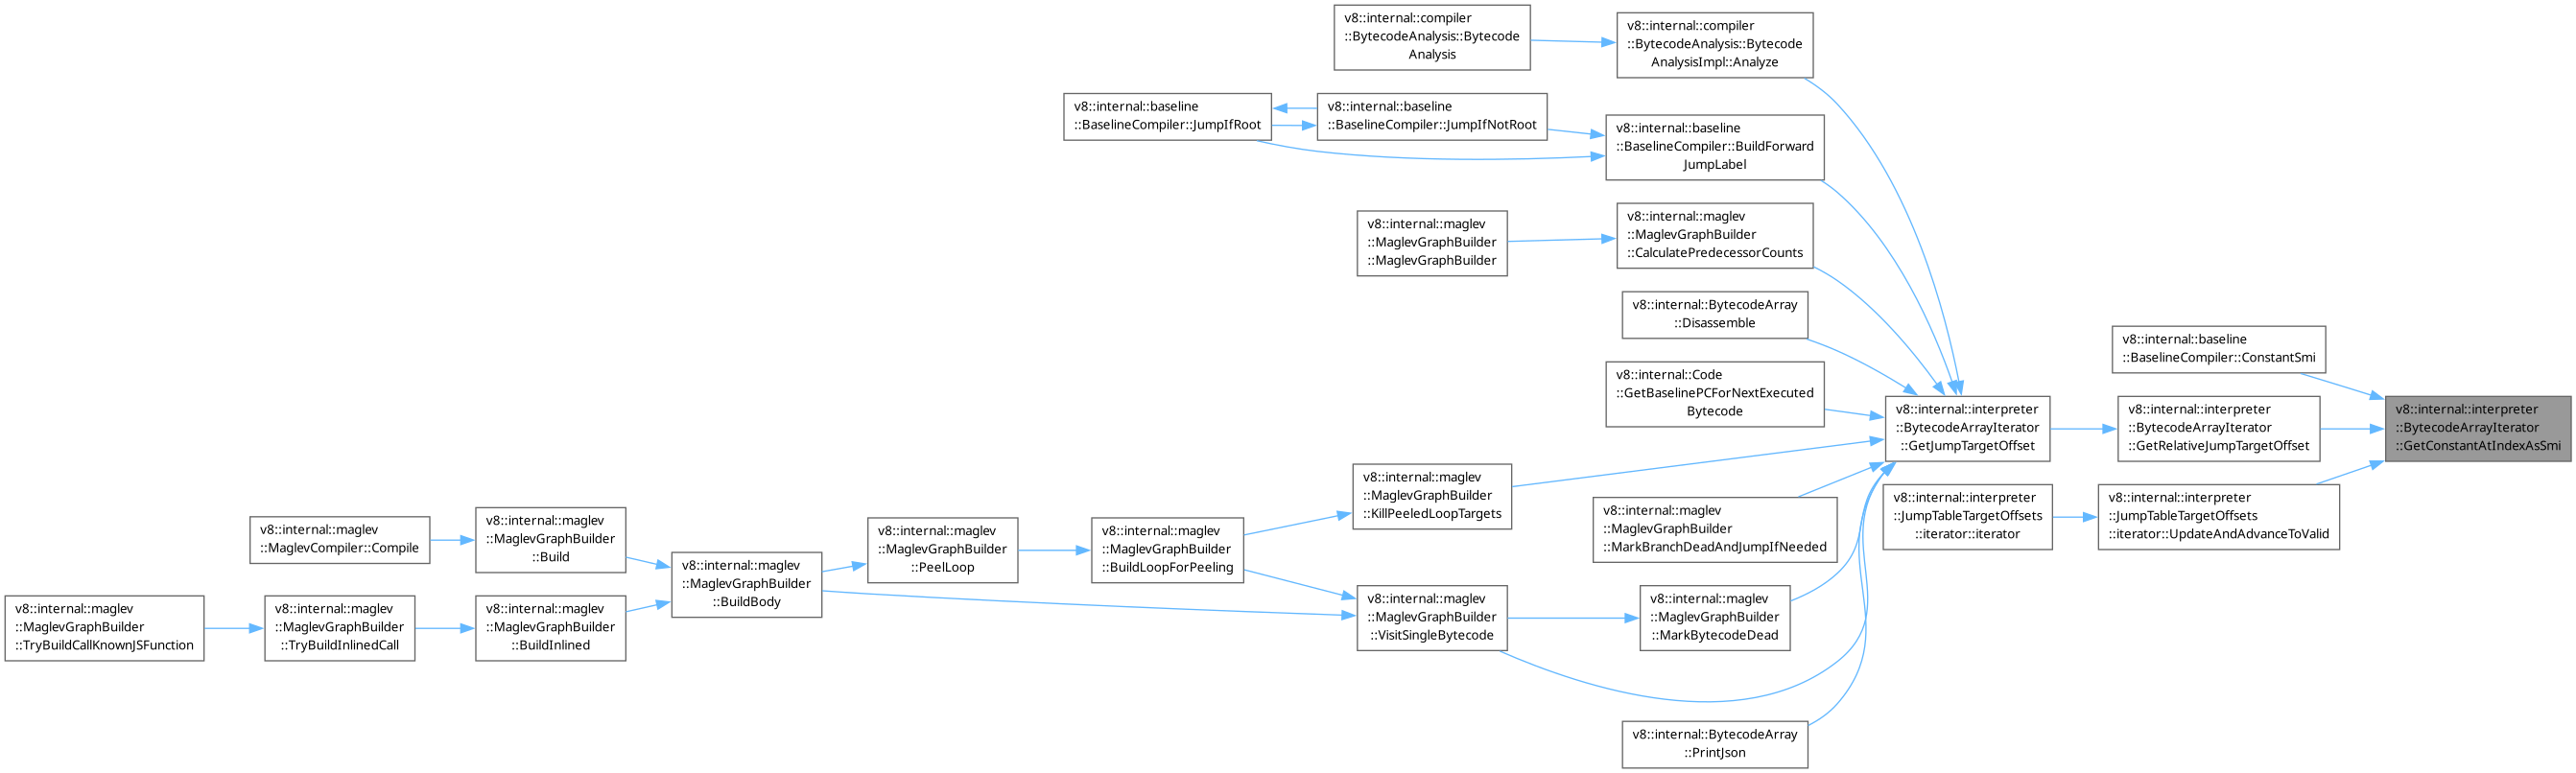 v8::internal::compiler
::BytecodeAnalysis::Bytecode
Analysis
v8::internal::compiler
::BytecodeAnalysis::Bytecode
AnalysisImpl::Analyze
v8::internal::baseline
::BaselineCompiler::JumpIfRoot
v8::internal::baseline
::BaselineCompiler::JumpIfNotRoot
v8::internal::baseline
::BaselineCompiler::BuildForward
JumpLabel
v8::internal::maglev
::MaglevGraphBuilder
::MaglevGraphBuilder
v8::internal::maglev
::MaglevGraphBuilder
::CalculatePredecessorCounts
v8::internal::BytecodeArray
::Disassemble
v8::internal::Code
::GetBaselinePCForNextExecuted
Bytecode
v8::internal::baseline
::BaselineCompiler::ConstantSmi
v8::internal::interpreter
::BytecodeArrayIterator
::GetJumpTargetOffset
v8::internal::interpreter
::BytecodeArrayIterator
::GetRelativeJumpTargetOffset
v8::internal::interpreter
::BytecodeArrayIterator
::GetConstantAtIndexAsSmi
v8::internal::maglev
::MaglevGraphBuilder
::KillPeeledLoopTargets
v8::internal::maglev
::MaglevGraphBuilder
::MarkBranchDeadAndJumpIfNeeded
v8::internal::interpreter
::JumpTableTargetOffsets
::iterator::iterator
v8::internal::interpreter
::JumpTableTargetOffsets
::iterator::UpdateAndAdvanceToValid
v8::internal::maglev
::MaglevCompiler::Compile
v8::internal::maglev
::MaglevGraphBuilder
::Build
v8::internal::maglev
::MaglevGraphBuilder
::BuildBody
v8::internal::maglev
::MaglevGraphBuilder
::PeelLoop
v8::internal::maglev
::MaglevGraphBuilder
::BuildLoopForPeeling
v8::internal::maglev
::MaglevGraphBuilder
::TryBuildCallKnownJSFunction
v8::internal::maglev
::MaglevGraphBuilder
::TryBuildInlinedCall
v8::internal::maglev
::MaglevGraphBuilder
::BuildInlined
v8::internal::maglev
::MaglevGraphBuilder
::VisitSingleBytecode
v8::internal::maglev
::MaglevGraphBuilder
::MarkBytecodeDead
v8::internal::BytecodeArray
::PrintJson